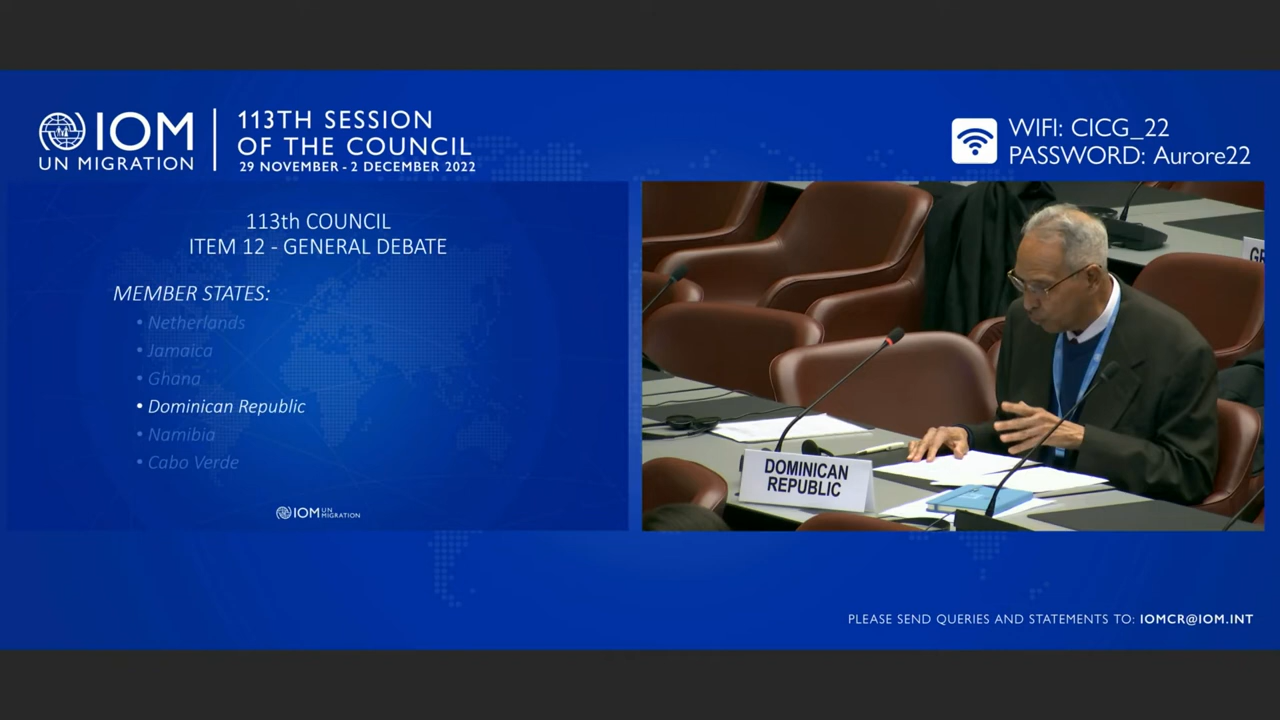 IOM
UN MIGRATION
113TH SESSION
OF THE COUNCIL
29 NOVEMBER - 2 DECEMBER 2022
WIFI: CICG_22
PASSWORD: Aurore22
113th COUNCIL
ITEM 12 - GENERAL DEBATE
MEMBER STATES:
• Netherlands
• Jamaica
• Ghana
• Dominican Republic
• Namibia
• Cabo Verde
IOM UN MIGRATION
DOMINICAN
REPUBLIC
PLEASE SEND QUERIES AND STATEMENTS TO: IOMCR@IOM.INT